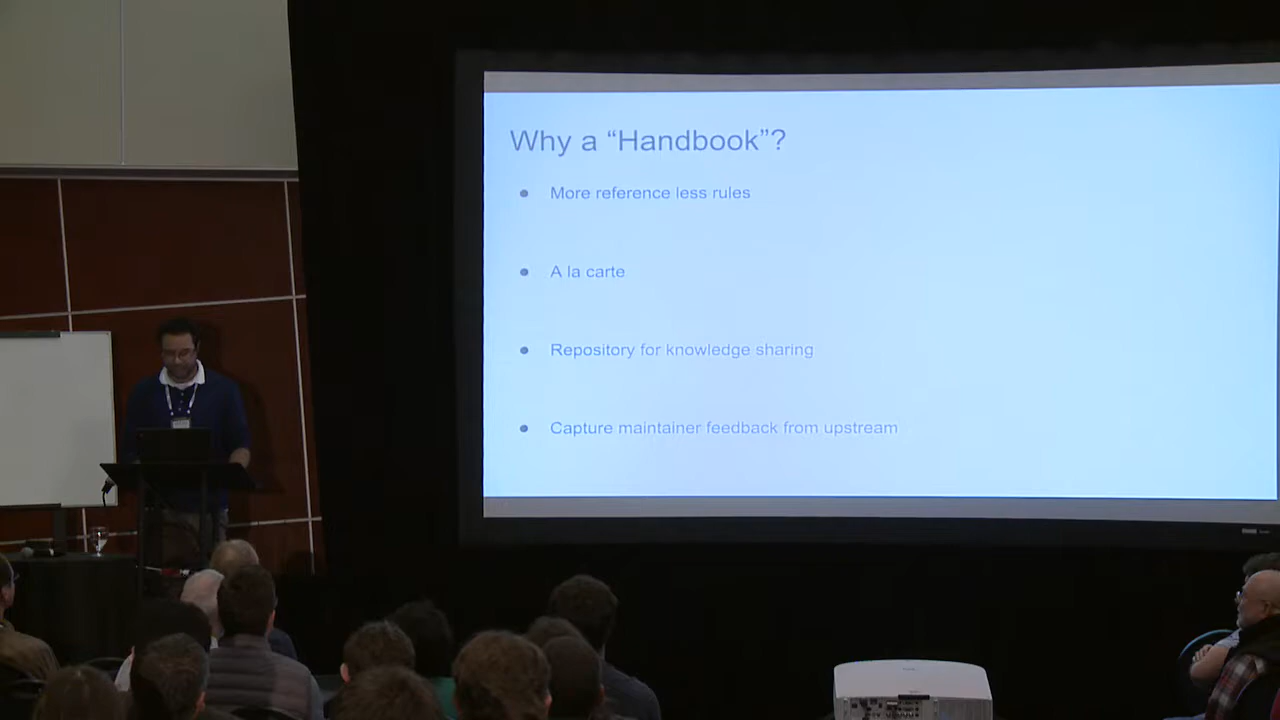 Why a “Handbook”?
More reference less rules
A la carte
Repository for knowledge sharing
Capture maintainer feedback from upstream